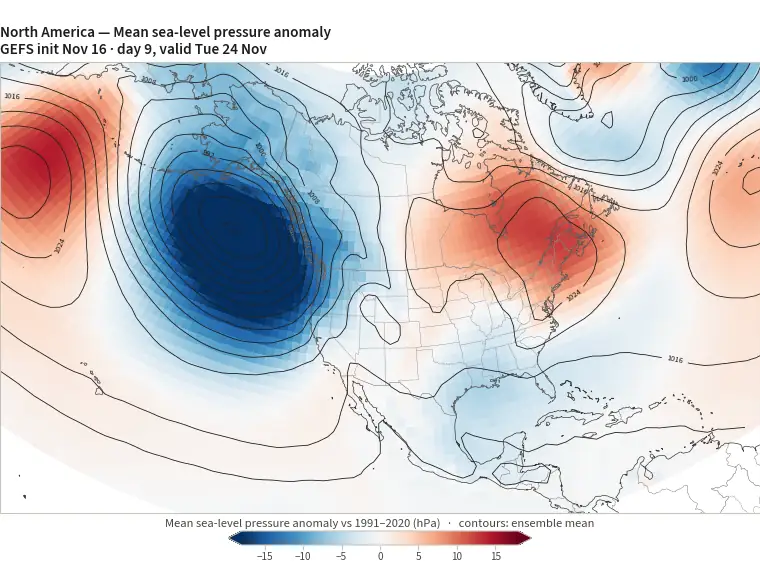 North America — Mean sea-level pressure anomaly
GEFS init Nov 16 · day 9, valid Tue 24 Nov
1016
1008
1016
1000
1024
1008
1016
1024
1024
1016
Mean sea-level pressure anomaly vs 1991–2020 (hPa)   ·   contours: ensemble mean
−15 −10 −5 0 5 10 15